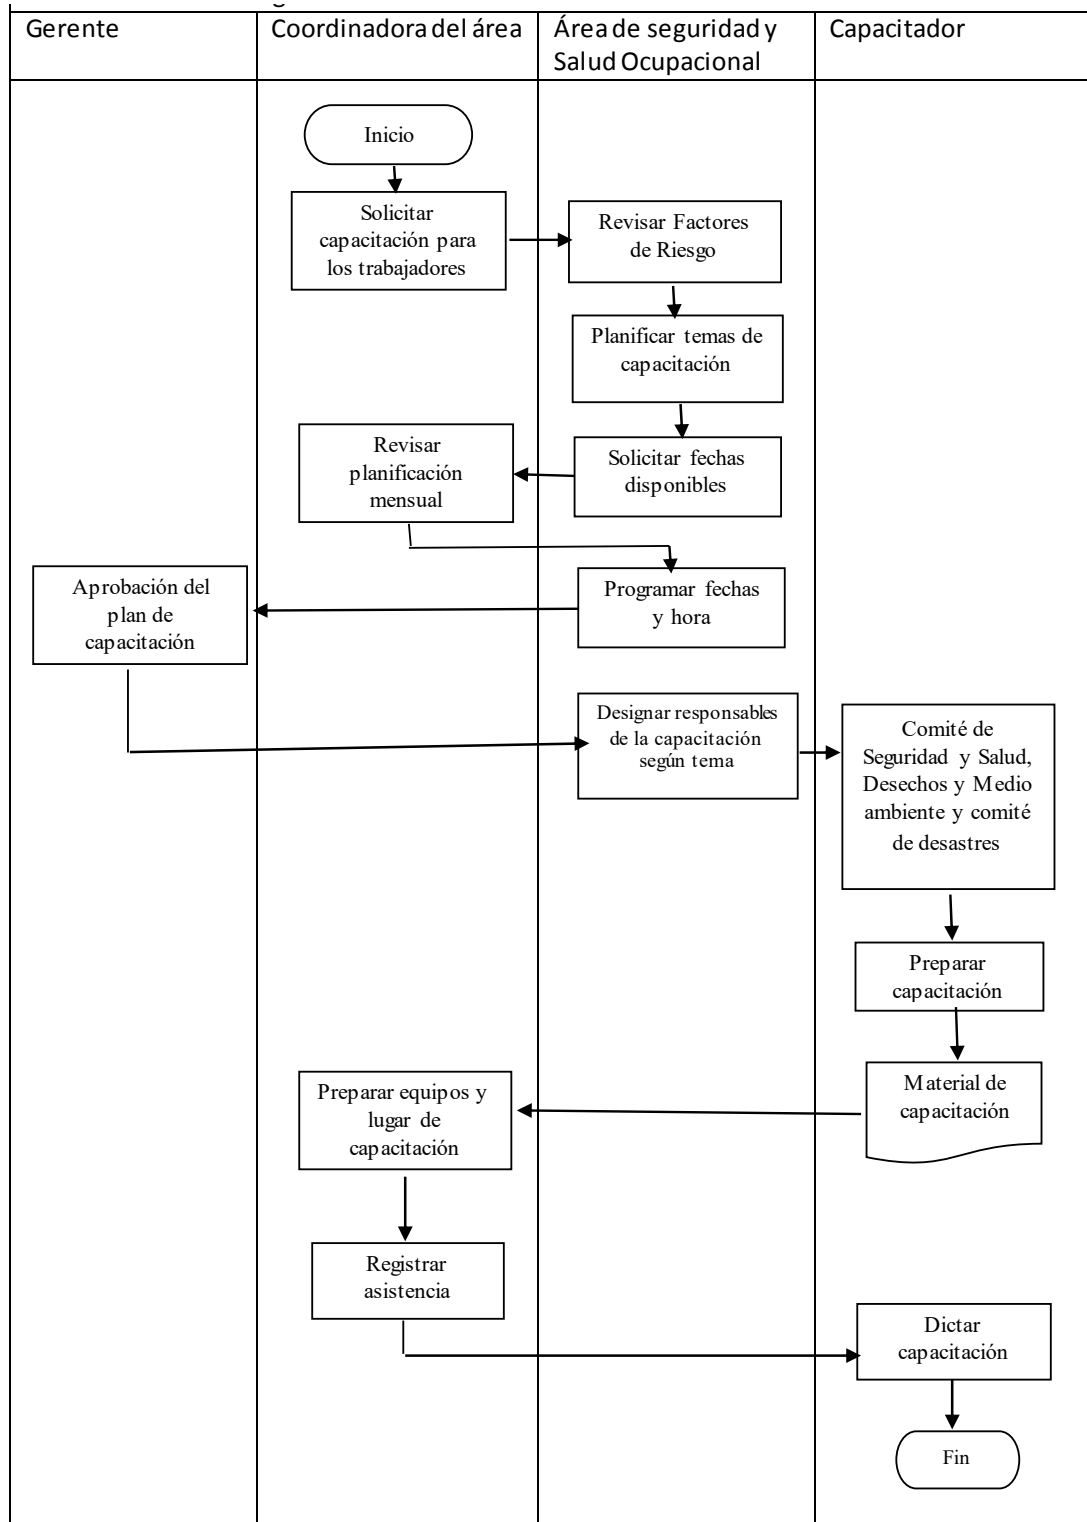 Gerente
Coordinadora del área
Área de seguridad y
Salud Ocupacional
Capacitador
Inicio
Solicitar
capacitación para
los trabajadores
Revisar Factores
de Riesgo
Planificar temas de
capacitación
Solicitar fechas
disponibles
Revisar
planificación
mensual
Programar fechas
y hora
Aprobación del
plan de
capacitación
Designar responsables
de la capacitación
según tema
Comité de
Seguridad y Salud,
Desechos y Medio
ambiente y comité
de desastres
Preparar
capacitación
Material de
capacitación
Preparar equipos y
lugar de
capacitación
Registrar
asistencia
Dictar
capacitación
Fin